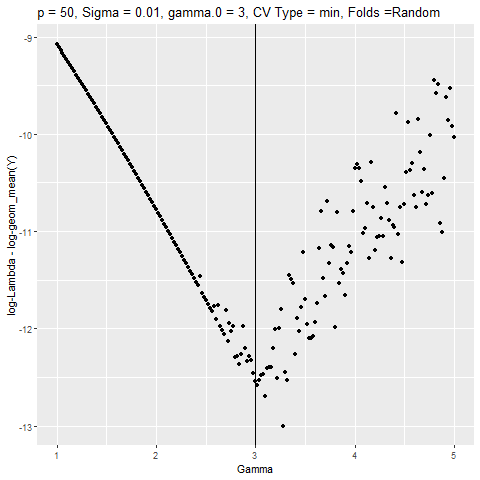 p = 50, Sigma = 0.01, gamma.0 = 3, CV Type = min, Folds =Random
-9
-10
-11
-12
-13
log-Lambda - log-geom_mean(Y)
1 2 3 4 5
Gamma